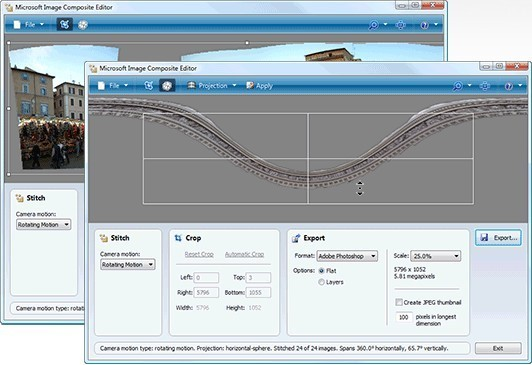 Microsoft Image Composite Editor
File
Stitch
Camera motion:
Rotating Motion
Camera motion type: rotating
Microsoft Image Composite Editor
File
Projection
Apply
Stitch
Camera motion:
Rotating Motion
Crop
Reset Crop
Automatic Crop
Left: 0
Top: 3
Right: 5796
Bottom: 1055
Width: 5796
Height: 1052
Export
Format: Adobe Photoshop
Options: Flat
Layers
Scale: 25.0%
5796 x 1052
5.81 megapixels
Create JPEG thumbnail
100 pixels in longest
dimension
Export...
Camera motion type: rotating motion. Projection: horizontal-sphere. Stitched 24 of 24 images. Spans 360.0° horizontally, 65.7° vertically.
Exit